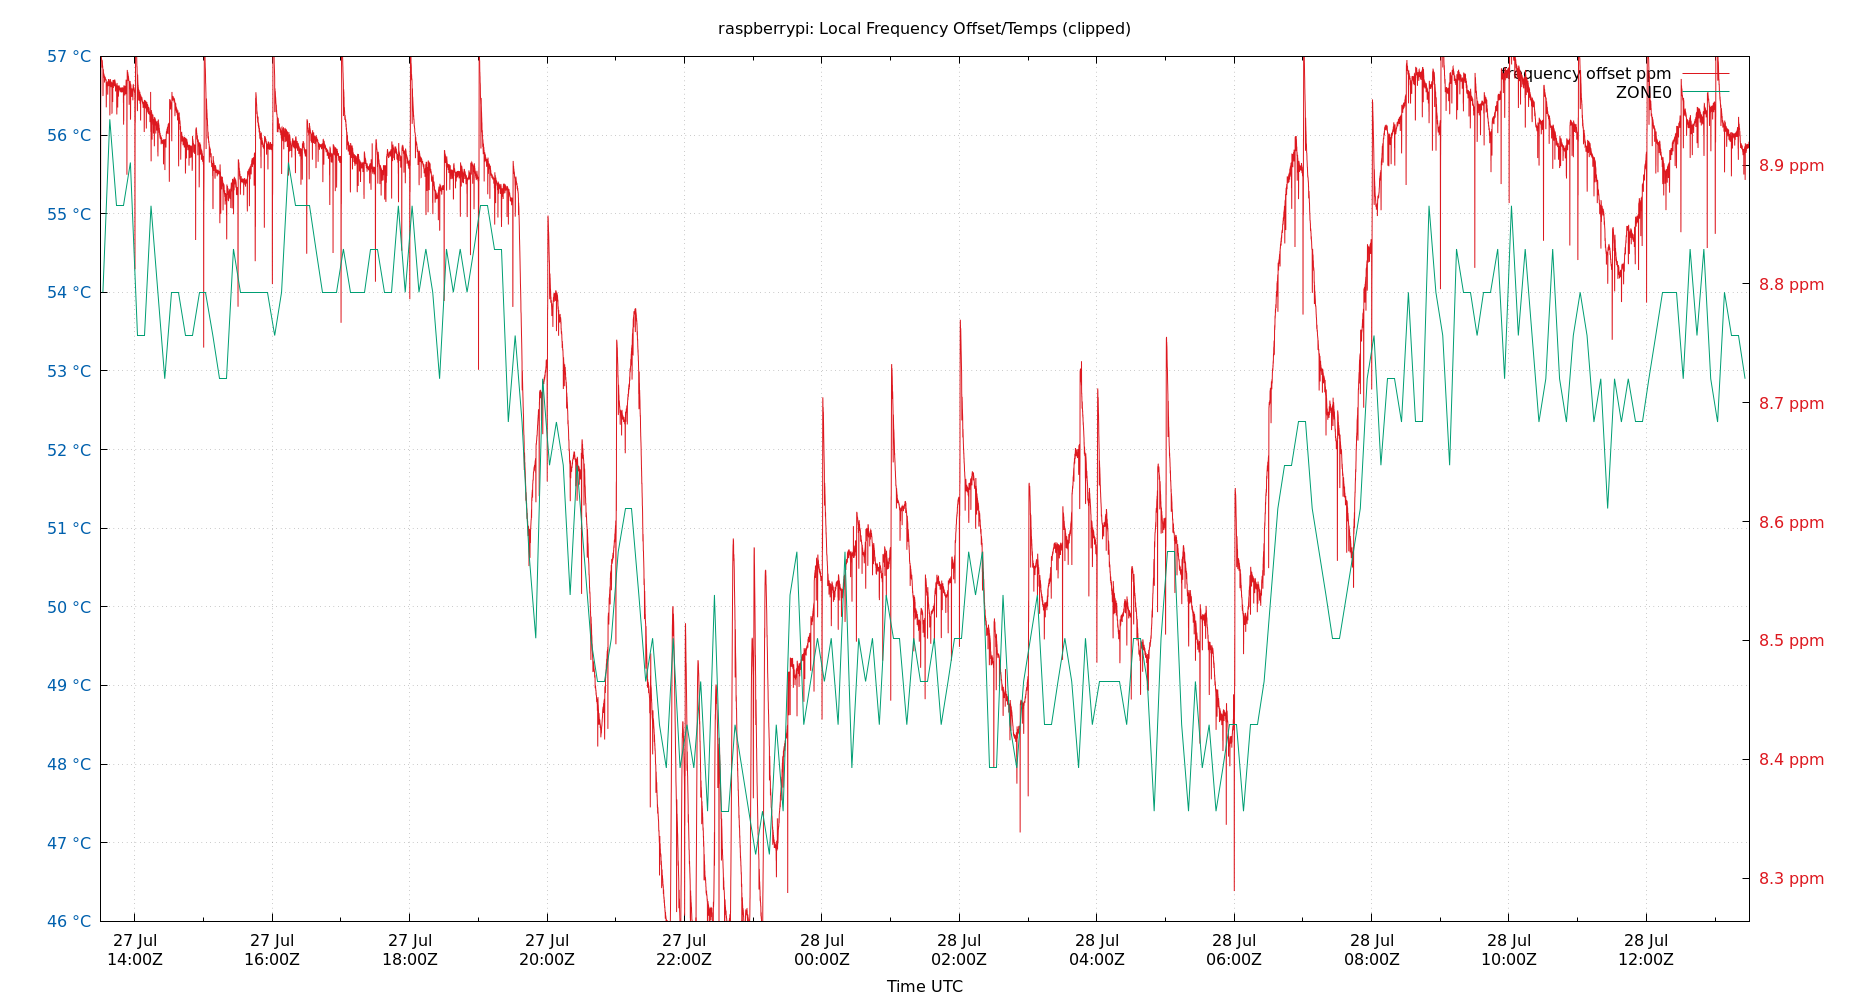 raspberrypi: Local Frequency Offset/Temps (clipped)
57 °C
56 °C
55 °C
54 °C
53 °C
52 °C
51 °C
50 °C
49 °C
48 °C
47 °C
46 °C
frequency offset ppm
ZONE0
8.9 ppm
8.8 ppm
8.7 ppm
8.6 ppm
8.5 ppm
8.4 ppm
8.3 ppm
27 Jul 27 Jul 27 Jul 27 Jul 27 Jul 28 Jul 28 Jul 28 Jul 28 Jul 28 Jul 28 Jul 28 Jul
14:00Z 16:00Z 18:00Z 20:00Z 22:00Z 00:00Z 02:00Z 04:00Z 06:00Z 08:00Z 10:00Z 12:00Z
Time UTC